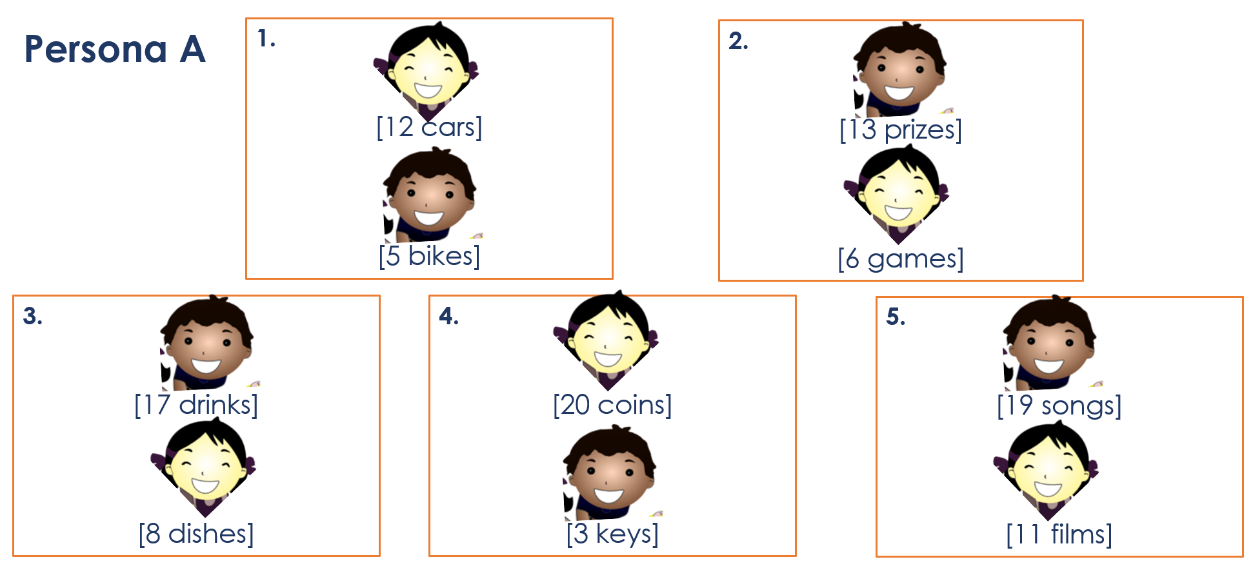 Persona A
1.
[12 cars]
[5 bikes]
2.
[13 prizes]
[6 games]
3.
[17 drinks]
[8 dishes]
4.
[20 coins]
[3 keys]
5.
[19 songs]
[11 films]